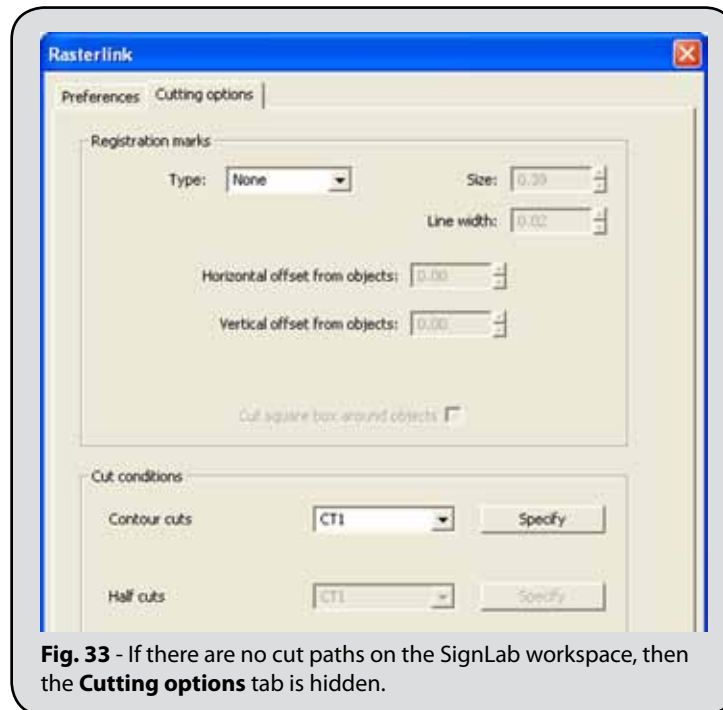 Rasterlink
Preferences Cutting options
Registration marks
Type: None Size: 0.39
Line width: 0.02
Horizontal offset from objects: 0.00
Vertical offset from objects: 0.00
Cut square box around objects
Cut conditions
Contour cuts CT1 Specify
Half cuts CT1 Specify
Fig. 33 - If there are no cut paths on the SignLab workspace, then
the Cutting options tab is hidden.